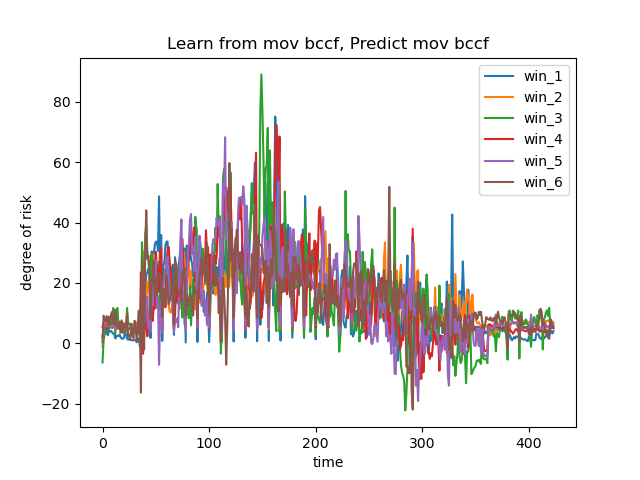 Learn from mov bccf, Predict mov bccf
degree of risk
80
60
40
20
0
−20
0 100 200 300 400
time
win_1
win_2
win_3
win_4
win_5
win_6